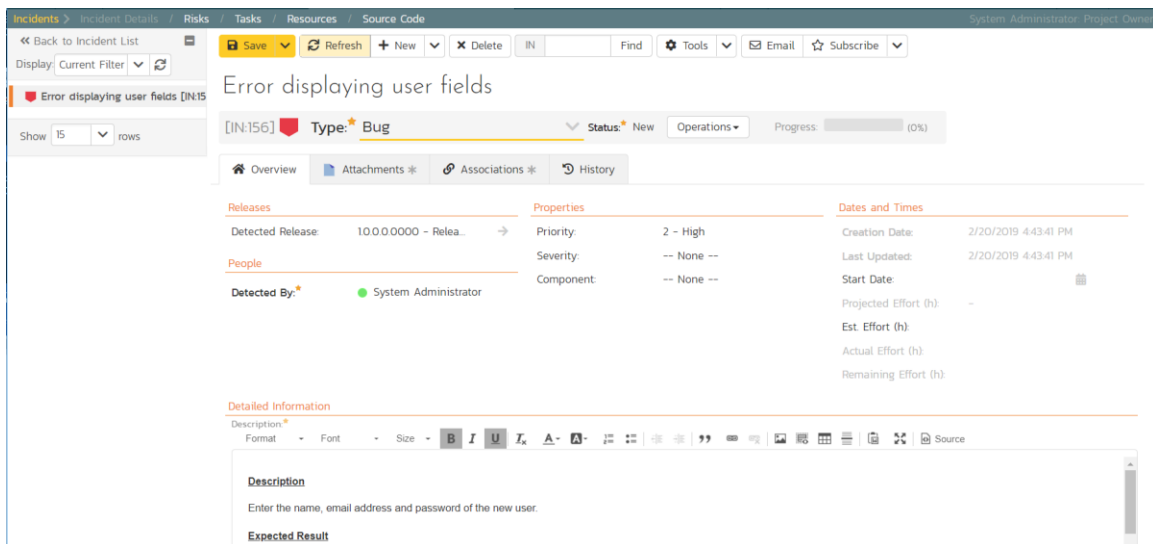 Incidents > Incident Details / Risks / Tasks / Resources / Source Code System Administrator: Project Owner
Back to Incident List
Display: Current Filter
Error displaying user fields [IN:15
Show 15 rows
Save Refresh + New Delete IN Find Tools Email Subscribe
Error displaying user fields
[IN:156] Type:* Bug Status:* New Operations Progress: (0%)
Overview Attachments * Associations * History
Releases
Detected Release: 1.0.0.0.0000 - Relea...
People
Detected By:* System Administrator
Properties
Priority: 2 - High
Severity: -- None --
Component: -- None --
Dates and Times
Creation Date: 2/20/2019 4:43:41 PM
Last Updated: 2/20/2019 4:43:41 PM
Start Date:
Projected Effort (h): -
Est. Effort (h):
Actual Effort (h):
Remaining Effort (h):
Detailed Information
Description:*
Format Font Size B I U Tx A A Source
Description
Enter the name, email address and password of the new user.
Expected Result